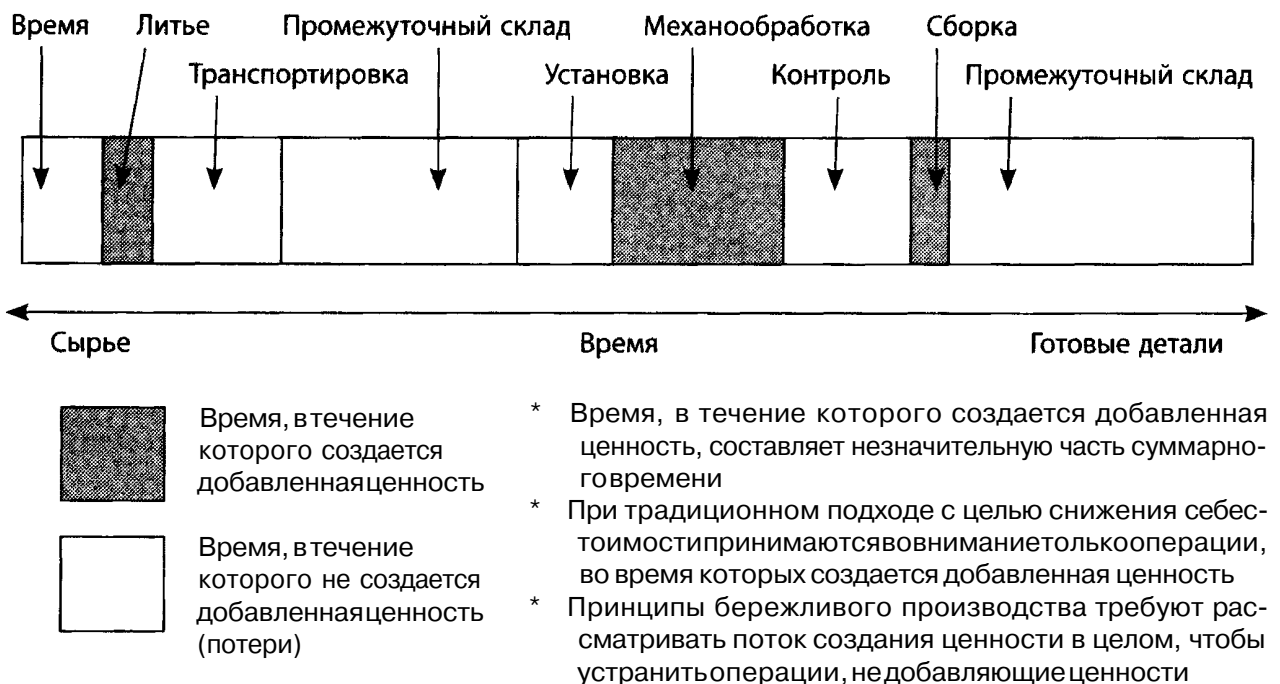 Время Литье Промежуточный склад Механообработка Сборка
Транспортировка Установка Контроль Промежуточный склад
Сырье Время Готовые детали
Время, втечение
которого создается
добавленнаяценность
Время, втечение
которого не создается
добавленнаяценность
(потери)
* Время, в течение которого создается добавленная
ценность, составляет незначительную часть суммарно-
говремени
* При традиционном подходе с целью снижения себес-
тоимостипринимаютсявовниманиетолькооперации,
во время которых создается добавленная ценность
* Принципы бережливого производства требуют рас-
сматривать поток создания ценности в целом, чтобы
устранитьоперации, недобавляющиеценности